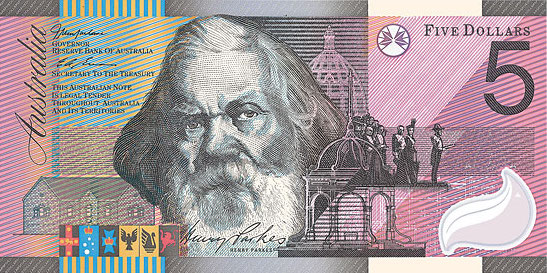 Australia
GOVERNOR
RESERVE BANK OF AUSTRALIA
SECRETARY TO THE TREASURY
THIS AUSTRALIAN NOTE
IS LEGAL TENDER
THROUGHOUT AUSTRALIA
AND ITS TERRITORIES
FIVE DOLLARS
5
Henry Parkes
HENRY PARKES